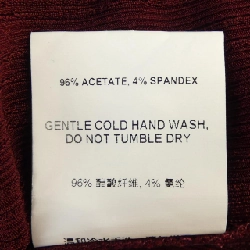 96% ACETATE, 4% SPANDEX
GENTLE COLD HAND WASH,
DO NOT TUMBLE DRY
96% 醋酸纤维, 4% 氨纶